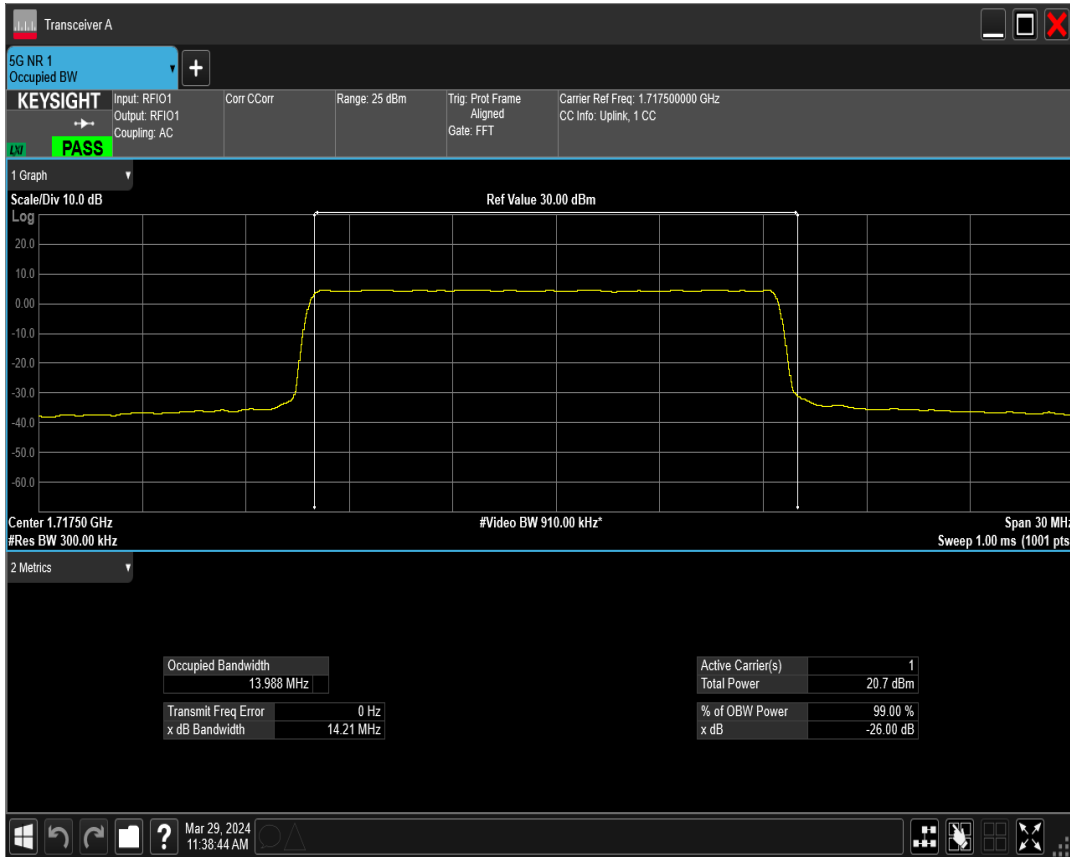 Transceiver A
5G NR 1
Occupied BW
KEYSIGHT
LXI
PASS
Input: RFIO1
Output: RFIO1
Coupling: AC
Corr CCorr
Range: 25 dBm
Trig: Prot Frame
Aligned
Gate: FFT
Carrier Ref Freq: 1.717500000 GHz
CC Info: Uplink, 1 CC
1 Graph
Scale/Div 10.0 dB
Ref Value 30.00 dBm
Log
20.0
10.0
0.00
-10.0
-20.0
-30.0
-40.0
-50.0
-60.0
Center 1.71750 GHz
#Video BW 910.00 kHz*
Span 30 MHz
#Res BW 300.00 kHz
Sweep 1.00 ms (1001 pts
2 Metrics
Occupied Bandwidth
13.988 MHz
Transmit Freq Error 0 Hz
x dB Bandwidth 14.21 MHz
Active Carrier(s) 1
Total Power 20.7 dBm
% of OBW Power 99.00 %
x dB -26.00 dB
?
Mar 29, 2024
11:38:44 AM